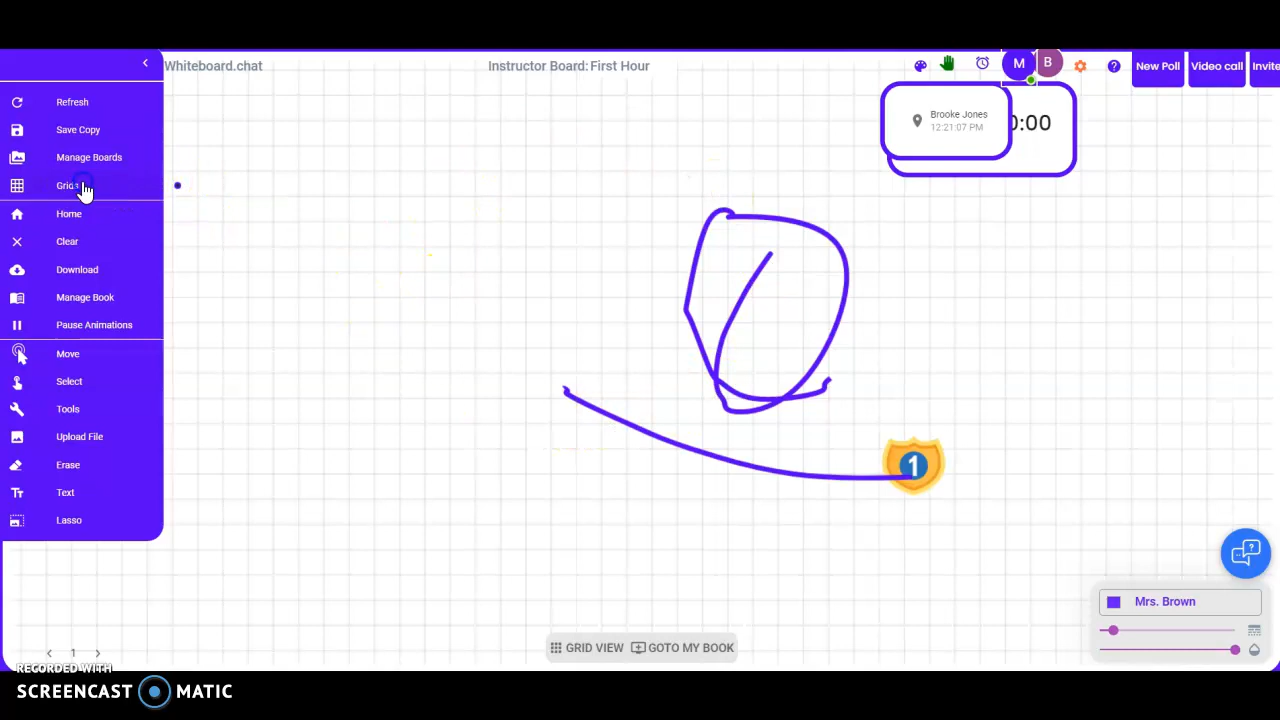 Whiteboard.chat
Instructor Board: First Hour
M
B
New Poll
Video call
Invite
Refresh
Save Copy
Manage Boards
Home
Clear
Download
Manage Book
Pause Animations
Move
Select
Tools
Upload File
Erase
Text
Lasso
Brooke Jones
12:21:07 PM
0:00
1
Mrs. Brown
1
GRID VIEW
GOTO MY BOOK
RECORDED WITH
SCREENCAST MATIC